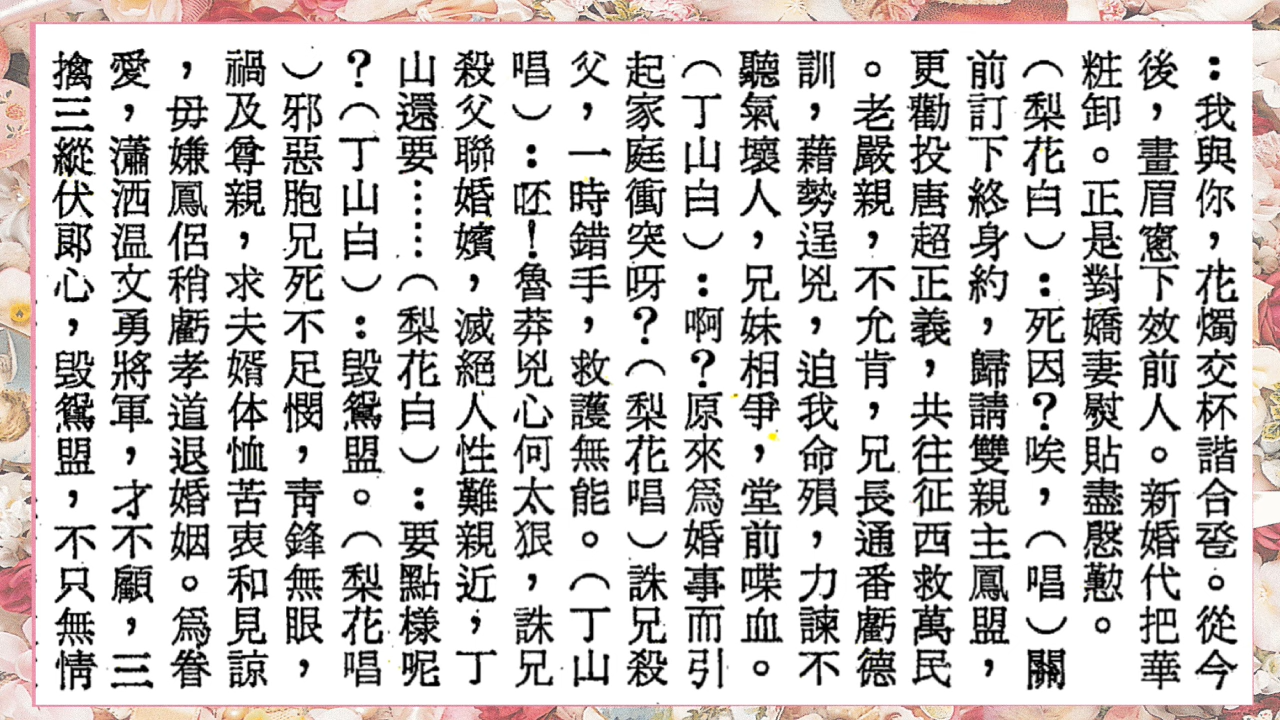 ：我與你，花燭交杯諧合巹。從今
後，畫眉窻下效前人。新婚代把華
粧卸。正是對嬌妻熨貼盡慇懃。
（梨花白）：死因？唉，（唱）關
前訂下終身約，歸請雙親主鳳盟，
更勸投唐超正義，共往征西救萬民
。老嚴親，不允肯，兄長通番虧德
訓，藉勢逞兇，迫我命殞，力諫不
聽氣壞人，兄妹相爭，堂前喋血。
（丁山白）：啊？原來爲婚事而引
起家庭衝突呀？（梨花唱）誅兄殺
父，一時錯手，救護無能。（丁山
唱）：呸！魯莽兇心何太狠，誅兄
殺父聯婚嬪，滅絕人性難親近，丁
山還要……（梨花白）：要點樣呢
？（丁山白）：毀鴛盟。（梨花唱
）邪惡胞兄死不足憫，靑鋒無眼，
禍及尊親，求夫婿体恤苦衷和見諒
，毋嫌鳳侶稍虧孝道退婚姻。爲眷
愛，瀟洒温文勇將軍，才不顧，三
擒三縱伏郞心，毀鴛盟，不只無情